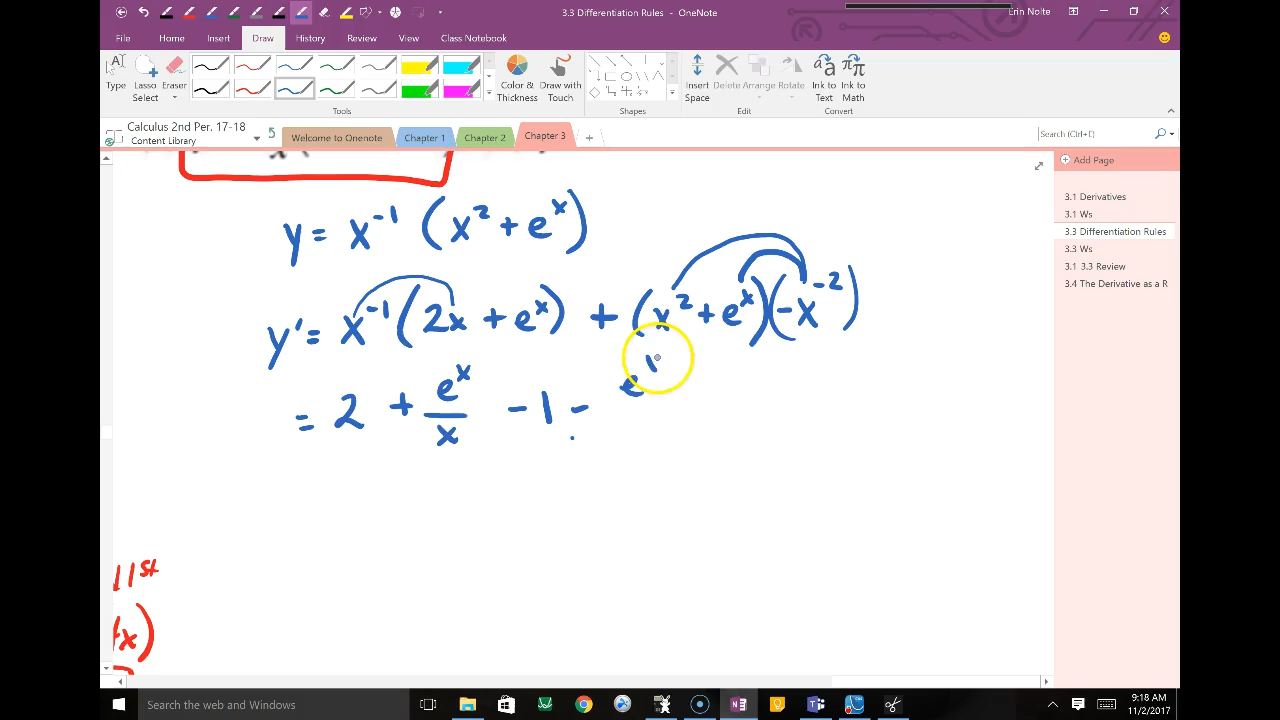 3.3 Differentiation Rules - OneNote
Erin Nolte
File Home Insert Draw History Review View Class Notebook
Type Lasso Select Eraser Color & Thickness Draw with Touch Insert Space Delete Arrange Rotate Ink to Text Ink to Math
Tools Shapes Edit Convert
Calculus 2nd Per. 17-18
Content Library
Welcome to Onenote Chapter 1 Chapter 2 Chapter 3
Search (Ctrl+E)
Add Page
3.1 Derivatives
3.1 Ws
3.3 Differentiation Rules
3.3 Ws
3.1 3.3 Review
3.4 The Derivative as a R
y = x⁻¹ (x² + eˣ)
y' = x⁻¹ (2x + eˣ) + (x² + eˣ)(-x⁻²)
= 2 + eˣ/x - 1 - e
11st
x)
Search the web and Windows
9:18 AM
11/2/2017